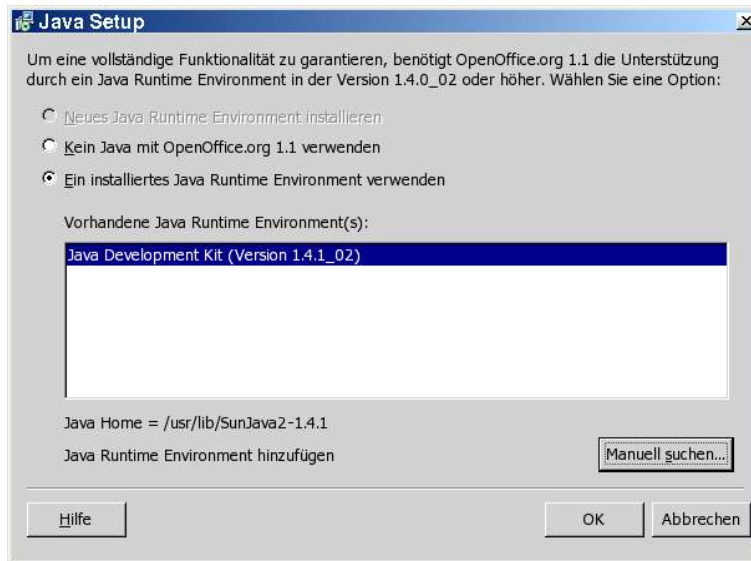 Java Setup
Um eine vollständige Funktionalität zu garantieren, benötigt OpenOffice.org 1.1 die Unterstützung
durch ein Java Runtime Environment in der Version 1.4.0_02 oder höher. Wählen Sie eine Option:
Neues Java Runtime Environment installieren
Kein Java mit OpenOffice.org 1.1 verwenden
Ein installiertes Java Runtime Environment verwenden
Vorhandene Java Runtime Environment(s):
Java Development Kit (Version 1.4.1_02)
Java Home = /usr/lib/SunJava2-1.4.1
Java Runtime Environment hinzufügen
Manuell suchen...
Hilfe
OK
Abbrechen